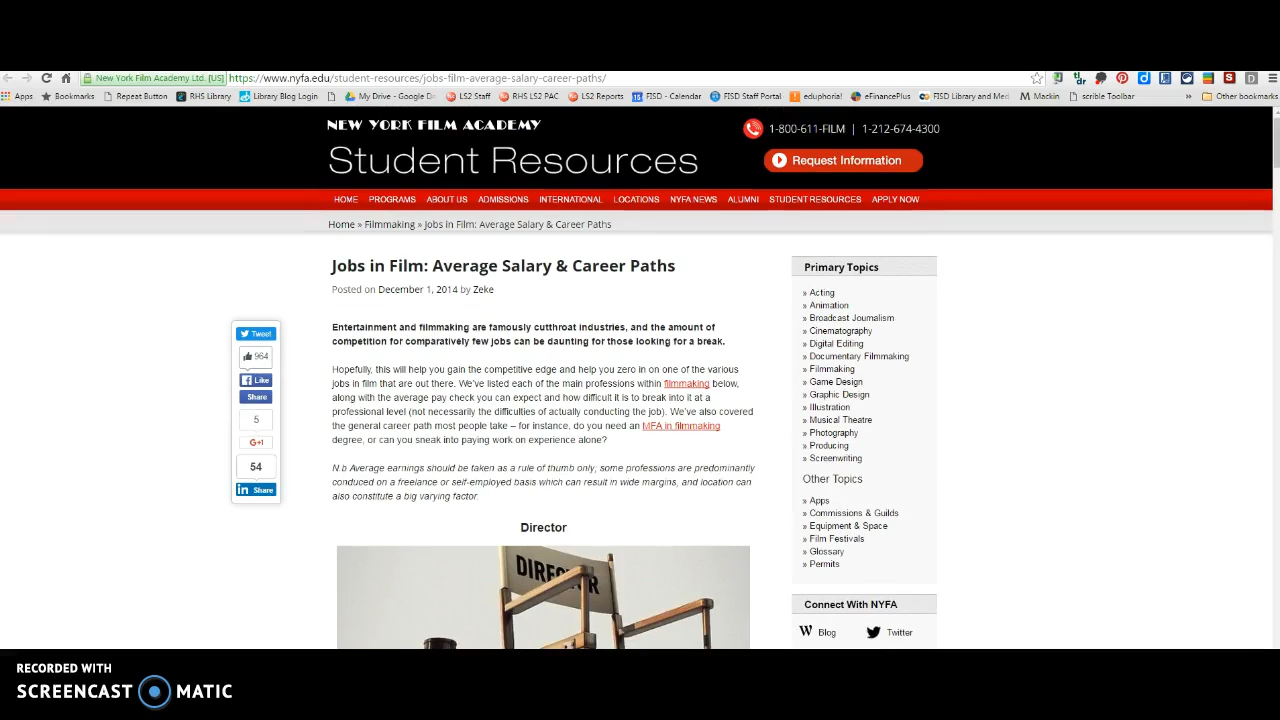 New York Film Academy Ltd. [US] https://www.nyfa.edu/student-resources/jobs-film-average-salary-career-paths/
Apps Bookmarks Repeat Button RHS Library Library Blog Login My Drive - Google Dr LS2 Staff RHS LS2 PAC LS2 Reports FISD - Calendar FISD Staff Portal eduphoria! eFinancePlus FISD Library and Med Mackin scrible Toolbar » Other bookmarks
NEW YORK FILM ACADEMY
Student Resources
1-800-611-FILM | 1-212-674-4300
Request Information
HOME PROGRAMS ABOUT US ADMISSIONS INTERNATIONAL LOCATIONS NYFA NEWS ALUMNI STUDENT RESOURCES APPLY NOW
Home » Filmmaking » Jobs in Film: Average Salary & Career Paths
Jobs in Film: Average Salary & Career Paths
Posted on December 1, 2014 by Zeke
Tweet
964
Like
Share
5
G+1
54
in Share
Entertainment and filmmaking are famously cutthroat industries, and the amount of
competition for comparatively few jobs can be daunting for those looking for a break.
Hopefully, this will help you gain the competitive edge and help you zero in on one of the various
jobs in film that are out there. We've listed each of the main professions within filmmaking below,
along with the average pay check you can expect and how difficult it is to break into it at a
professional level (not necessarily the difficulties of actually conducting the job). We've also covered
the general career path most people take – for instance, do you need an MFA in filmmaking
degree, or can you sneak into paying work on experience alone?
N.b Average earnings should be taken as a rule of thumb only; some professions are predominantly
conduced on a freelance or self-employed basis which can result in wide margins, and location can
also constitute a big varying factor.
Director
DIRECTOR
Primary Topics
» Acting
» Animation
» Broadcast Journalism
» Cinematography
» Digital Editing
» Documentary Filmmaking
» Filmmaking
» Game Design
» Graphic Design
» Illustration
» Musical Theatre
» Photography
» Producing
» Screenwriting
Other Topics
» Apps
» Commissions & Guilds
» Equipment & Space
» Film Festivals
» Glossary
» Permits
Connect With NYFA
Blog Twitter
RECORDED WITH
SCREENCAST MATIC